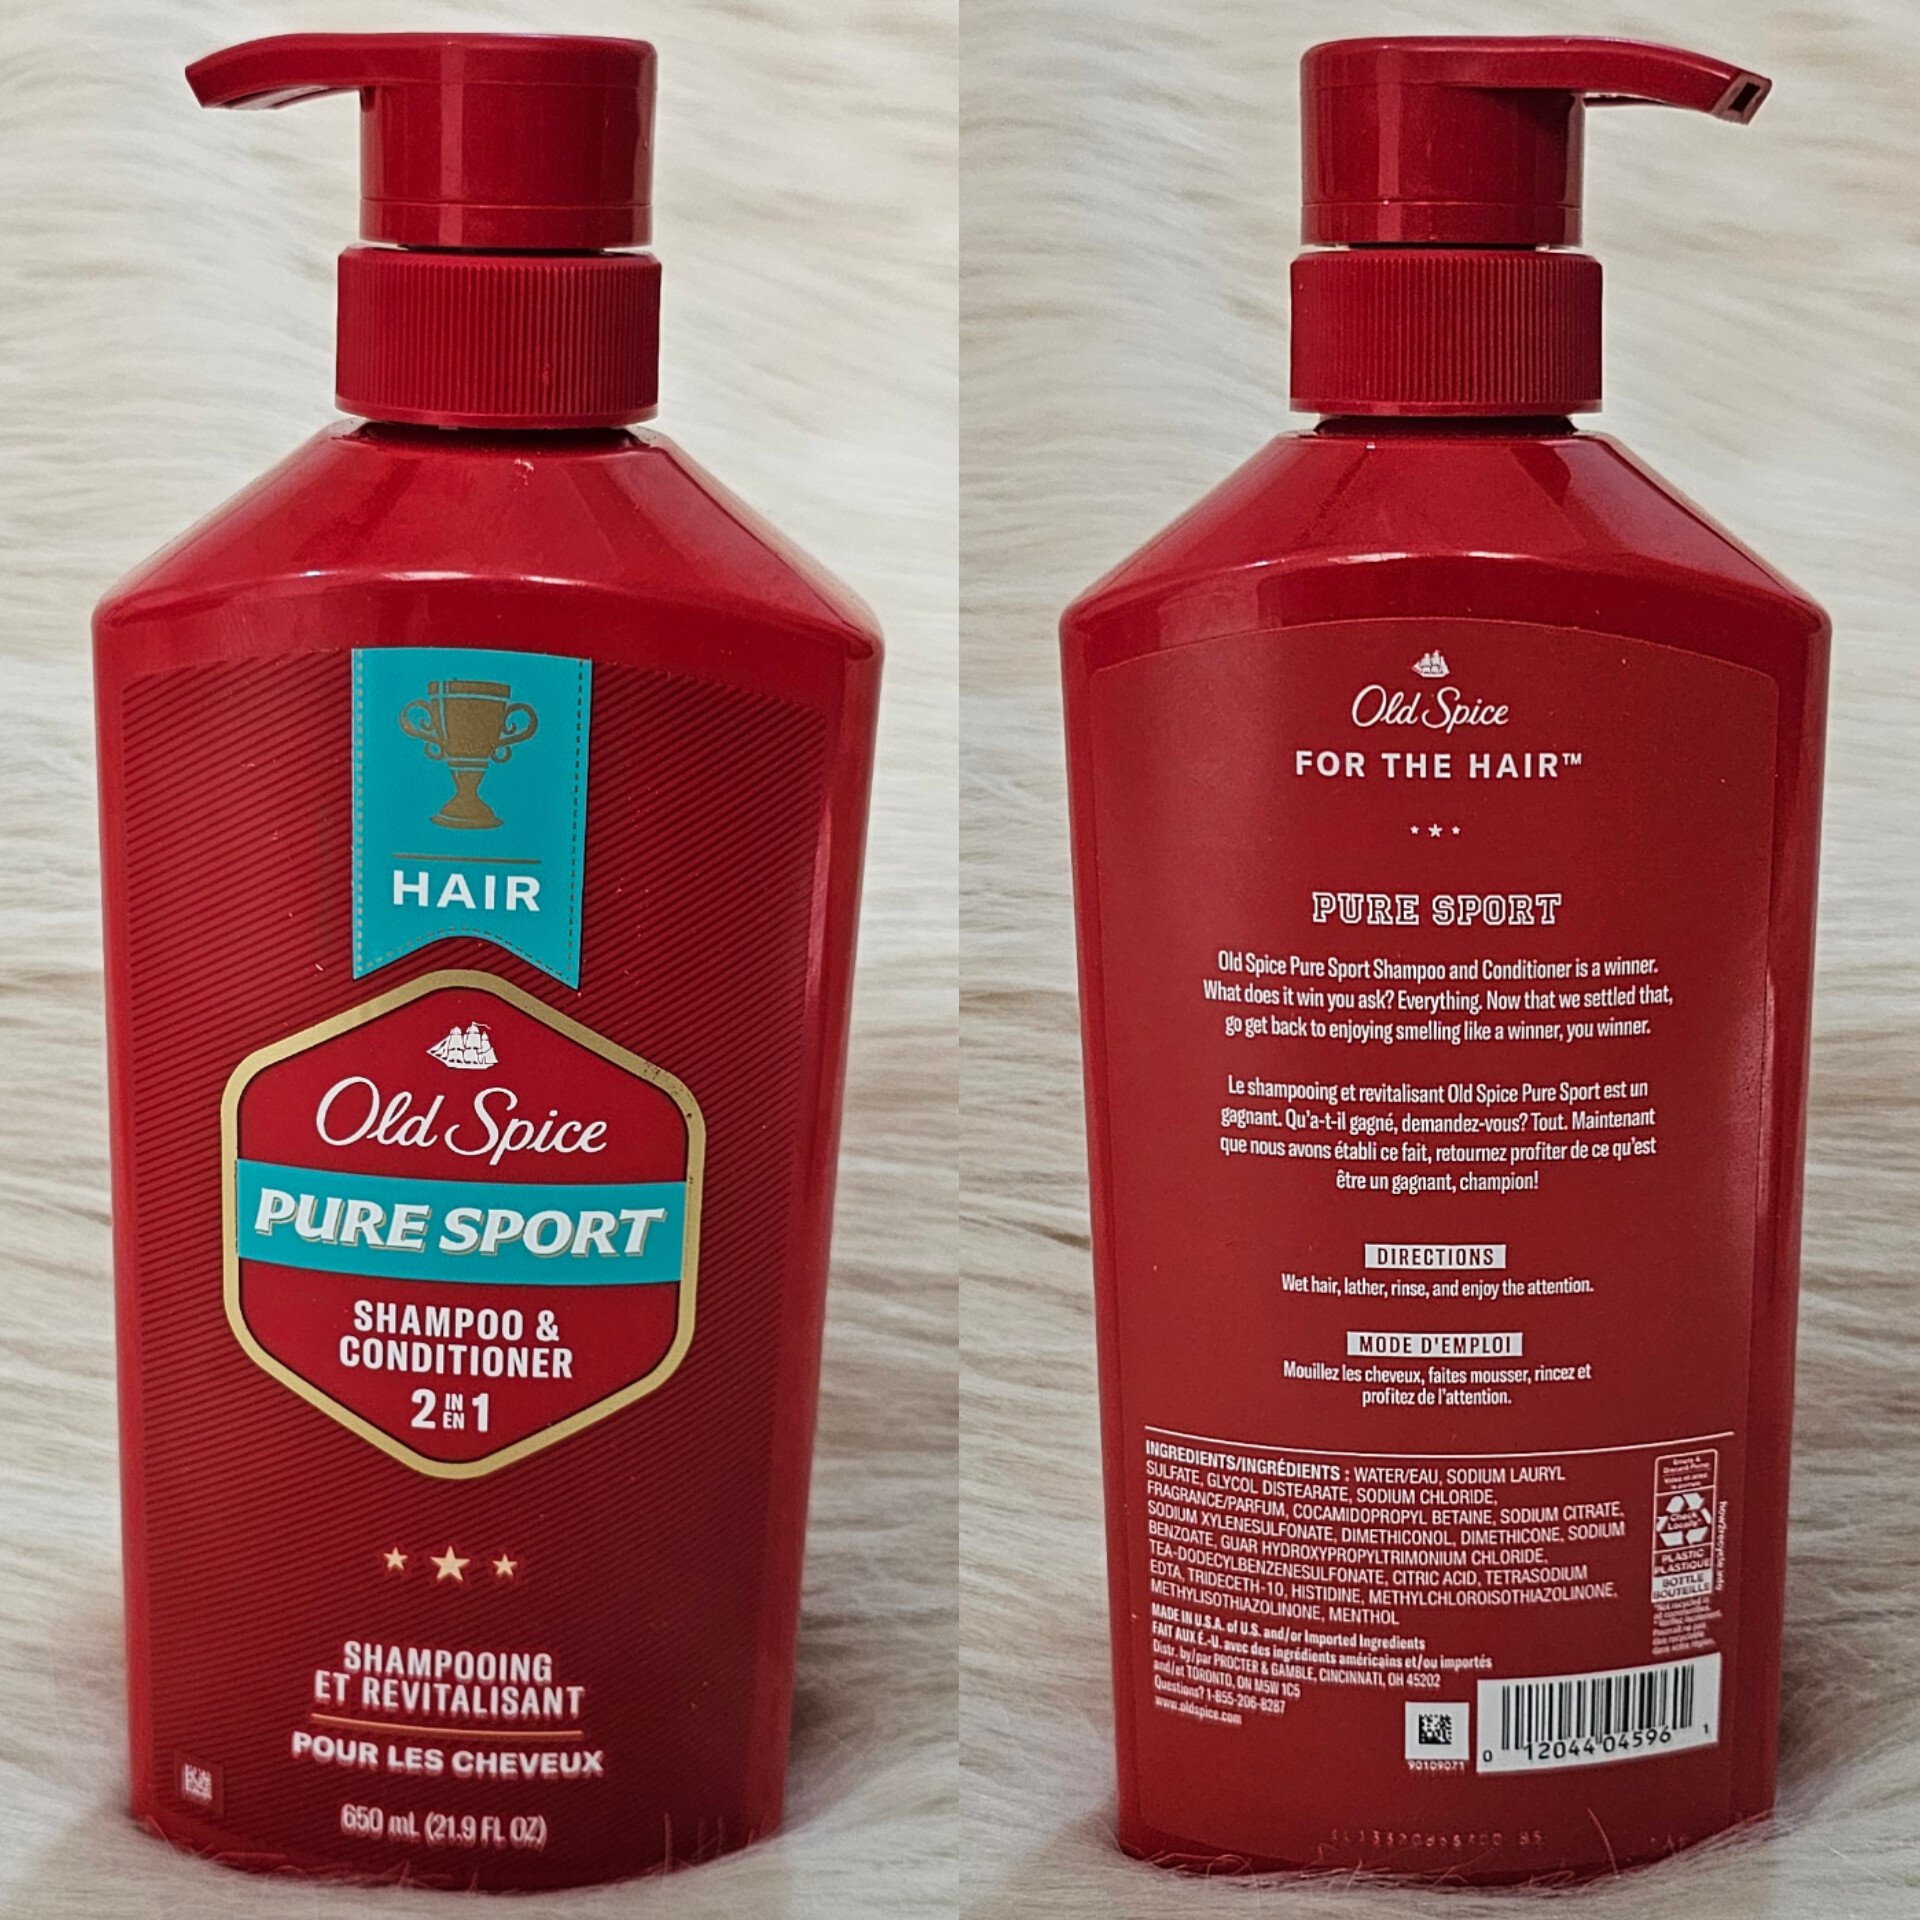 HAIR
Old Spice
PURE SPORT
SHAMPOO &
CONDITIONER
2 IN EN 1
SHAMPOOING
ET REVITALISANT
POUR LES CHEVEUX
650 mL (21.9 FL OZ)
Old Spice
FOR THE HAIR™
PURE SPORT
Old Spice Pure Sport Shampoo and Conditioner is a winner.
What does it win you ask? Everything. Now that we settled that,
go get back to enjoying smelling like a winner, you winner.
Le shampooing et revitalisant Old Spice Pure Sport est un
gagnant. Qu'a-t-il gagné, demandez-vous? Tout. Maintenant
que nous avons établi ce fait, retournez profiter de ce qu'est
être un gagnant, champion!
DIRECTIONS
Wet hair, lather, rinse, and enjoy the attention.
MODE D'EMPLOI
Mouillez les cheveux, faites mousser, rincez et
profitez de l'attention.
INGREDIENTS/INGRÉDIENTS : WATER/EAU, SODIUM LAURYL
SULFATE, GLYCOL DISTEARATE, SODIUM CHLORIDE,
FRAGRANCE/PARFUM, COCAMIDOPROPYL BETAINE, SODIUM CITRATE,
SODIUM XYLENESULFONATE, DIMETHICONOL, DIMETHICONE, SODIUM
BENZOATE, GUAR HYDROXYPROPYLTRIMONIUM CHLORIDE,
TEA-DODECYLBENZENESULFONATE, CITRIC ACID, TETRASODIUM
EDTA, TRIDECETH-10, HISTIDINE, METHYLCHLOROISOTHIAZOLINONE,
METHYLISOTHIAZOLINONE, MENTHOL
MADE IN U.S.A. of U.S. and/or Imported Ingredients
FAIT AUX É.-U. avec des ingrédients américains et/ou importés
Distr. by/par PROCTER & GAMBLE, CINCINNATI, OH 45202
and/et TORONTO, ON M5W 1C5
Questions? 1-855-206-8287
www.oldspice.com
Check
Locally*
PLASTIC
PLASTIQUE
BOTTLE
BOUTEILLE
how2recycle.info
90109071
0 12044 04596 1